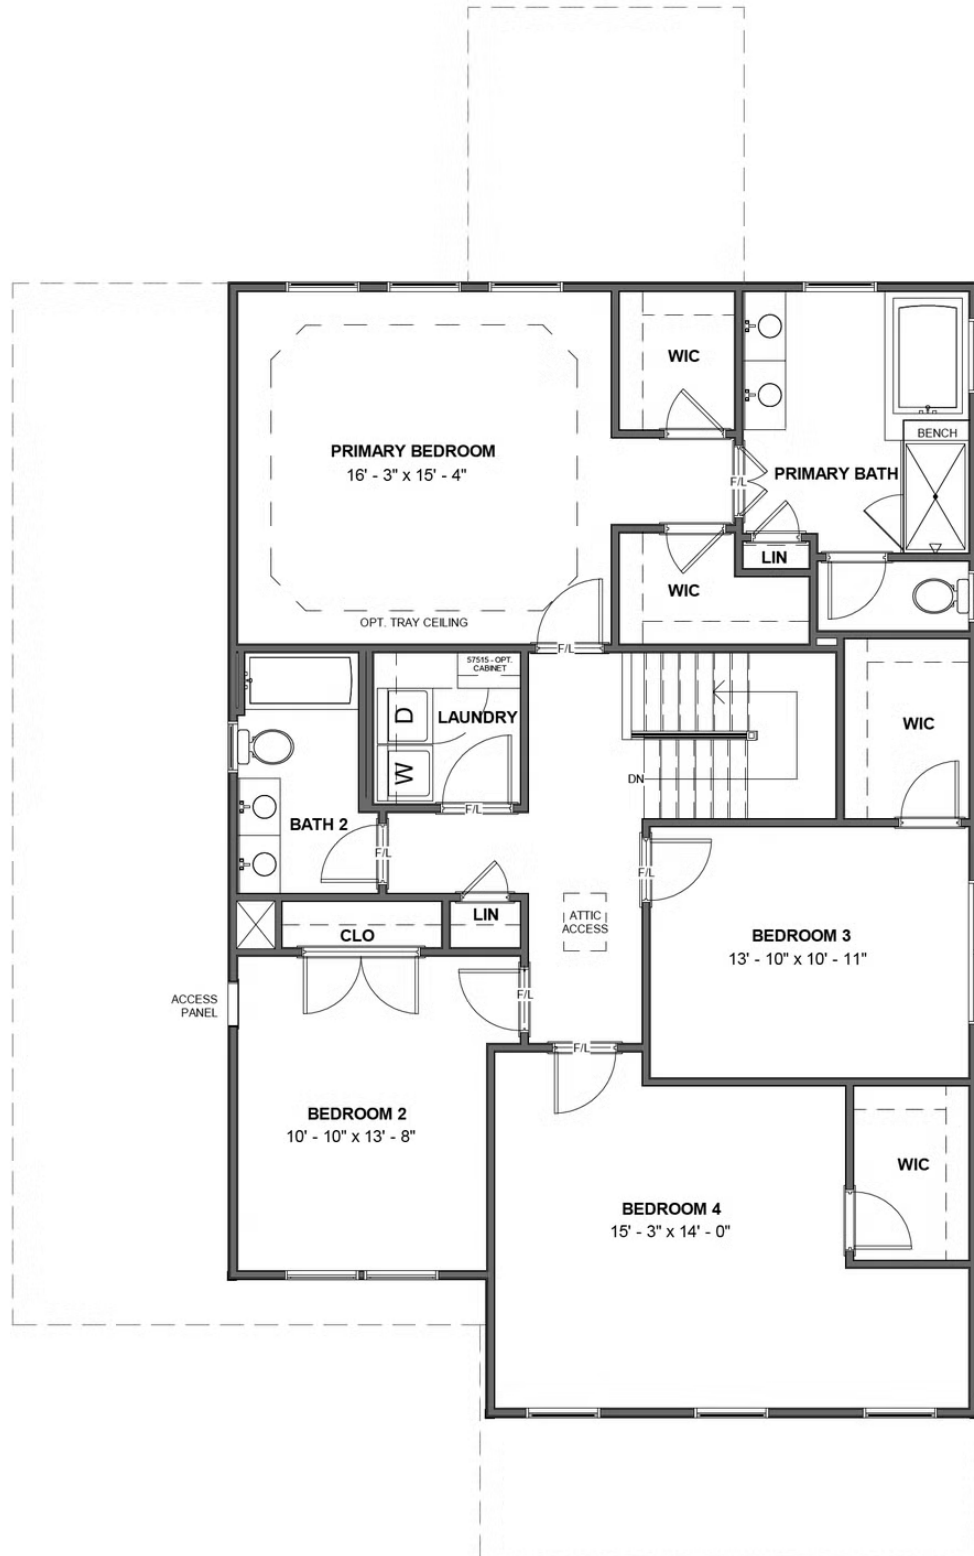 WIC
BENCH
PRIMARY BEDROOM
16' - 3" x 15' - 4"
F/L
PRIMARY BATH
LIN
WIC
OPT. TRAY CEILING
F/L
57515 - OPT.
CABINET
D
LAUNDRY
WIC
W
DN
F/L
BATH 2
F/L
F/L
LIN
ATTIC
ACCESS
CLO
BEDROOM 3
13' - 10" x 10' - 11"
F/L
ACCESS
PANEL
F/L
BEDROOM 2
10' - 10" x 13' - 8"
WIC
BEDROOM 4
15' - 3" x 14' - 0"